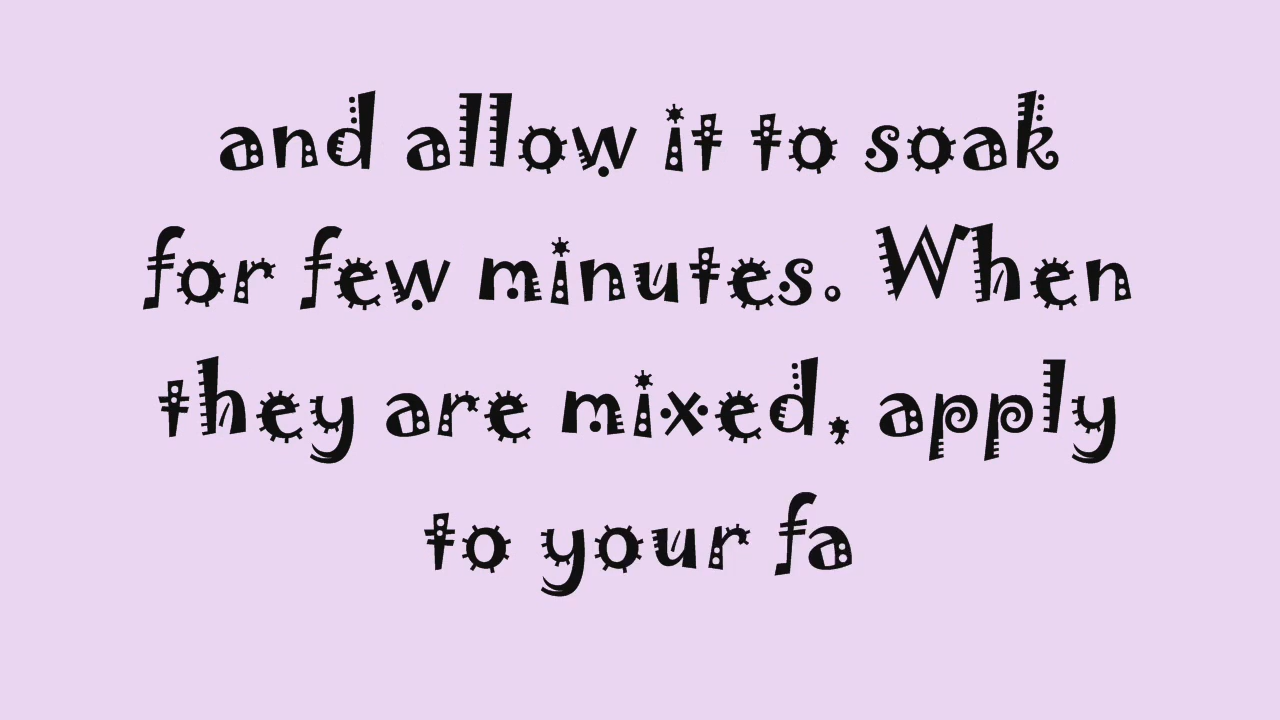 and allow it to soak
for few minutes. When
they are mixed, apply
to your fa